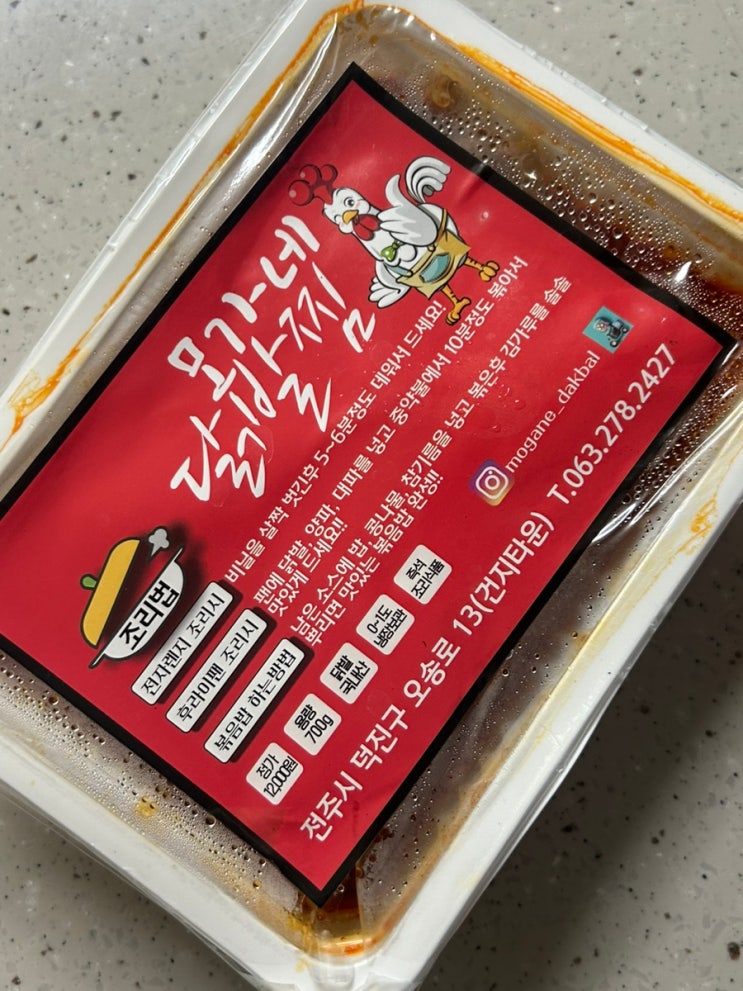 모가네
닭발찜
조리법
전자렌지 조리시
비닐을 살짝 벗긴후 5~6분정도 데워서 드세요!
후라이팬 조리시
팬에 닭발, 양파, 대파를 넣고 중약불에서 10분정도 볶아서
맛있게 드세요!!
볶음밥 하는방법
남은 소스에 밥, 콩나물, 참기름을 넣고 볶은후 김가루를 솔솔
뿌리면 맛있는 볶음밥 완성!!
정가
12,000원
용량
700g
닭발
국내산
0~1도
냉장보관
즉석
조리식품
mogane_dakbal
전주시 덕진구 오송로 13(건지타운) T.063.278.2427